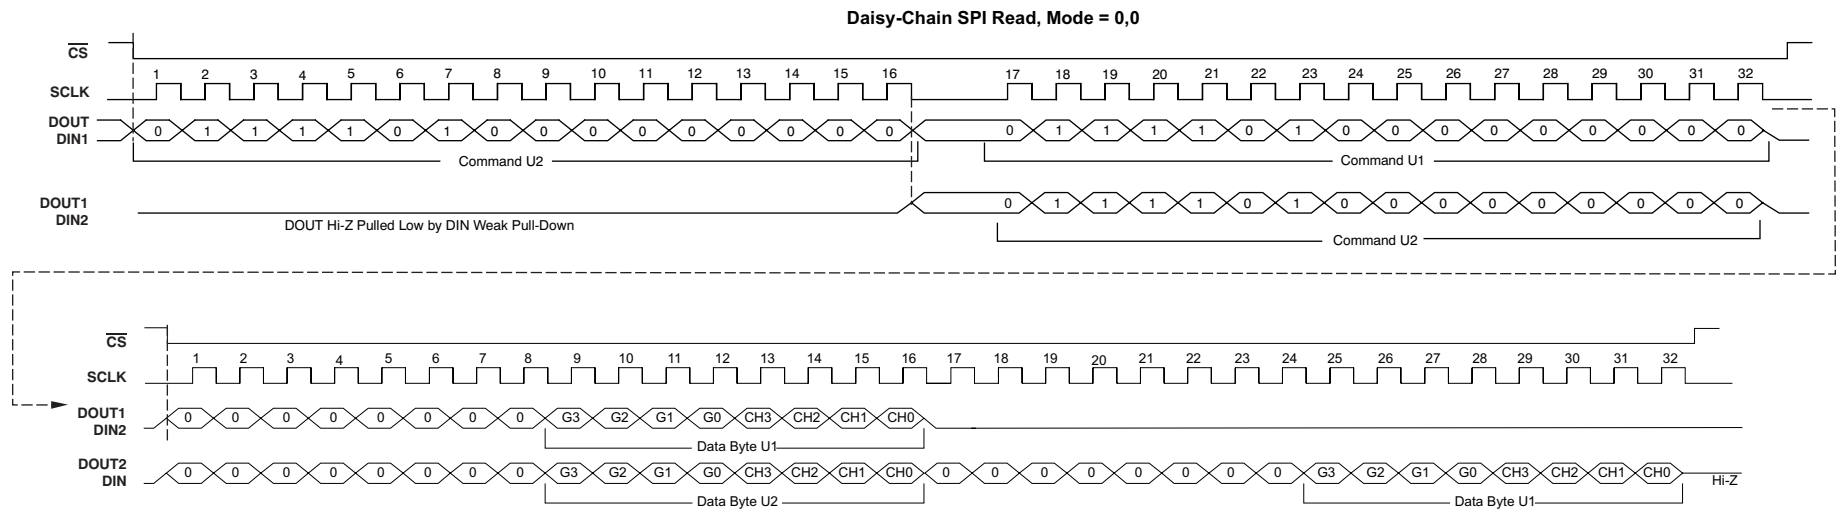 Daisy-Chain SPI Read, Mode = 0,0
CS
1 2 3 4 5 6 7 8 9 10 11 12 13 14 15 16 17 18 19 20 21 22 23 24 25 26 27 28 29 30 31 32
SCLK
DOUT
DIN1
0 1 1 1 1 0 1 0 0 0 0 0 0 0 0 0 0 1 1 1 1 0 1 0 0 0 0 0 0 0 0 0
Command U2 Command U1
DOUT1
DIN2
0 1 1 1 1 0 1 0 0 0 0 0 0 0 0 0
DOUT Hi-Z Pulled Low by DIN Weak Pull-Down
Command U2
CS
1 2 3 4 5 6 7 8 9 10 11 12 13 14 15 16 17 18 19 20 21 22 23 24 25 26 27 28 29 30 31 32
SCLK
DOUT1
DIN2
0 0 0 0 0 0 0 0 G3 G2 G1 G0 CH3 CH2 CH1 CH0
Data Byte U1
DOUT2
DIN
0 0 0 0 0 0 0 0 G3 G2 G1 G0 CH3 CH2 CH1 CH0 0 0 0 0 0 0 0 0 G3 G2 G1 G0 CH3 CH2 CH1 CH0
Hi-Z
Data Byte U2 Data Byte U1